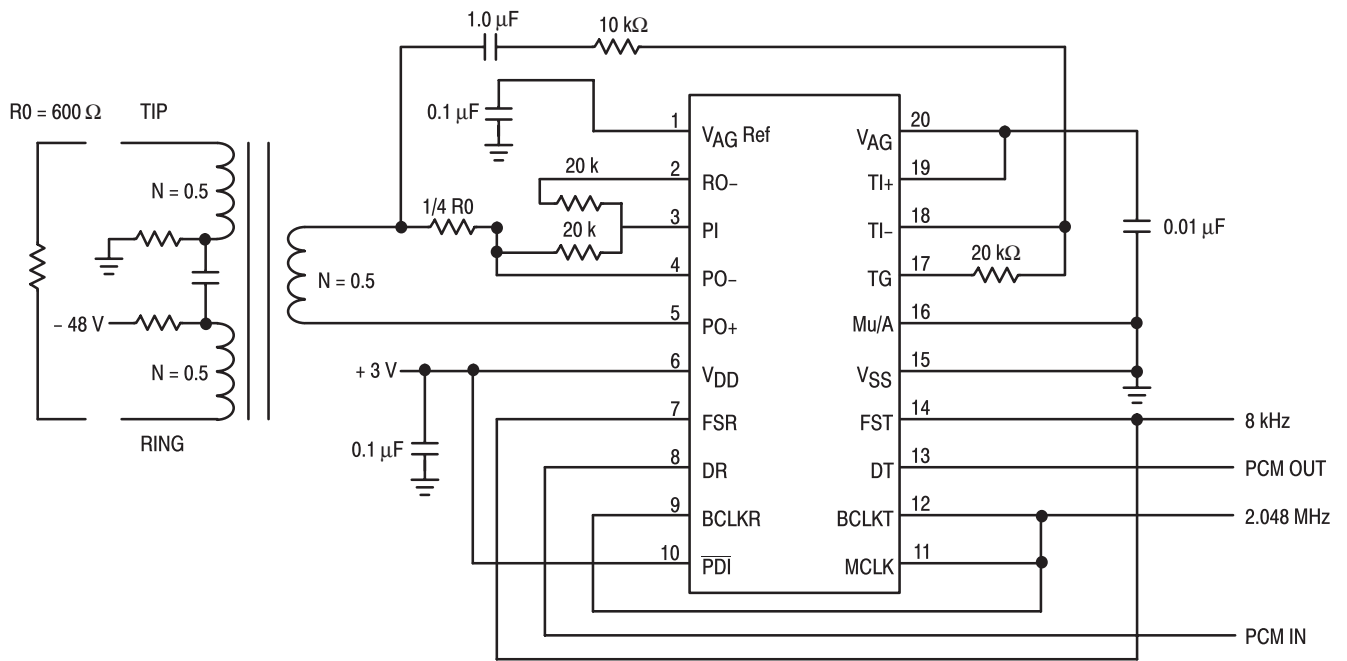 1.0 μF
10 kΩ
R0 = 600 Ω
TIP
0.1 μF
N = 0.5
– 48 V
N = 0.5
RING
N = 0.5
1/4 R0
20 k
20 k
+ 3 V
0.1 μF
1
VAG Ref
2
RO–
3
PI
4
PO–
5
PO+
6
VDD
7
FSR
8
DR
9
BCLKR
10
PDI
20
VAG
19
TI+
18
TI–
17
TG
20 kΩ
16
Mu/A
15
VSS
14
FST
13
DT
12
BCLKT
11
MCLK
0.01 μF
8 kHz
PCM OUT
2.048 MHz
PCM IN